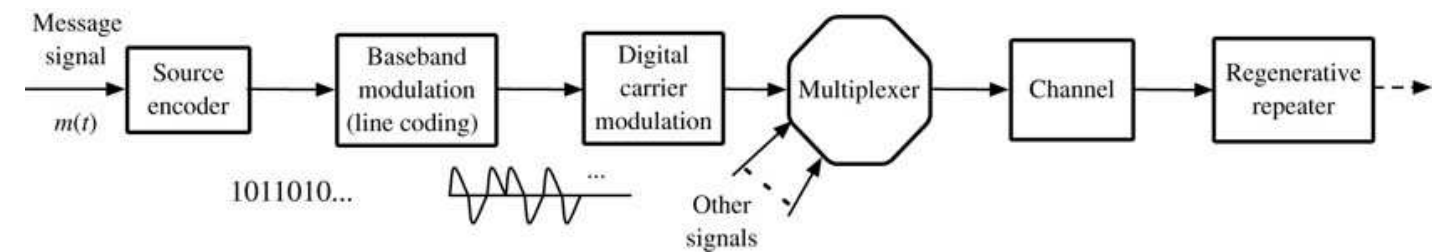 Message
signal
m(t)
Source
encoder
Baseband
modulation
(line coding)
Digital
carrier
modulation
Multiplexer
Channel
Regenerative
repeater
1011010...
...
Other
signals